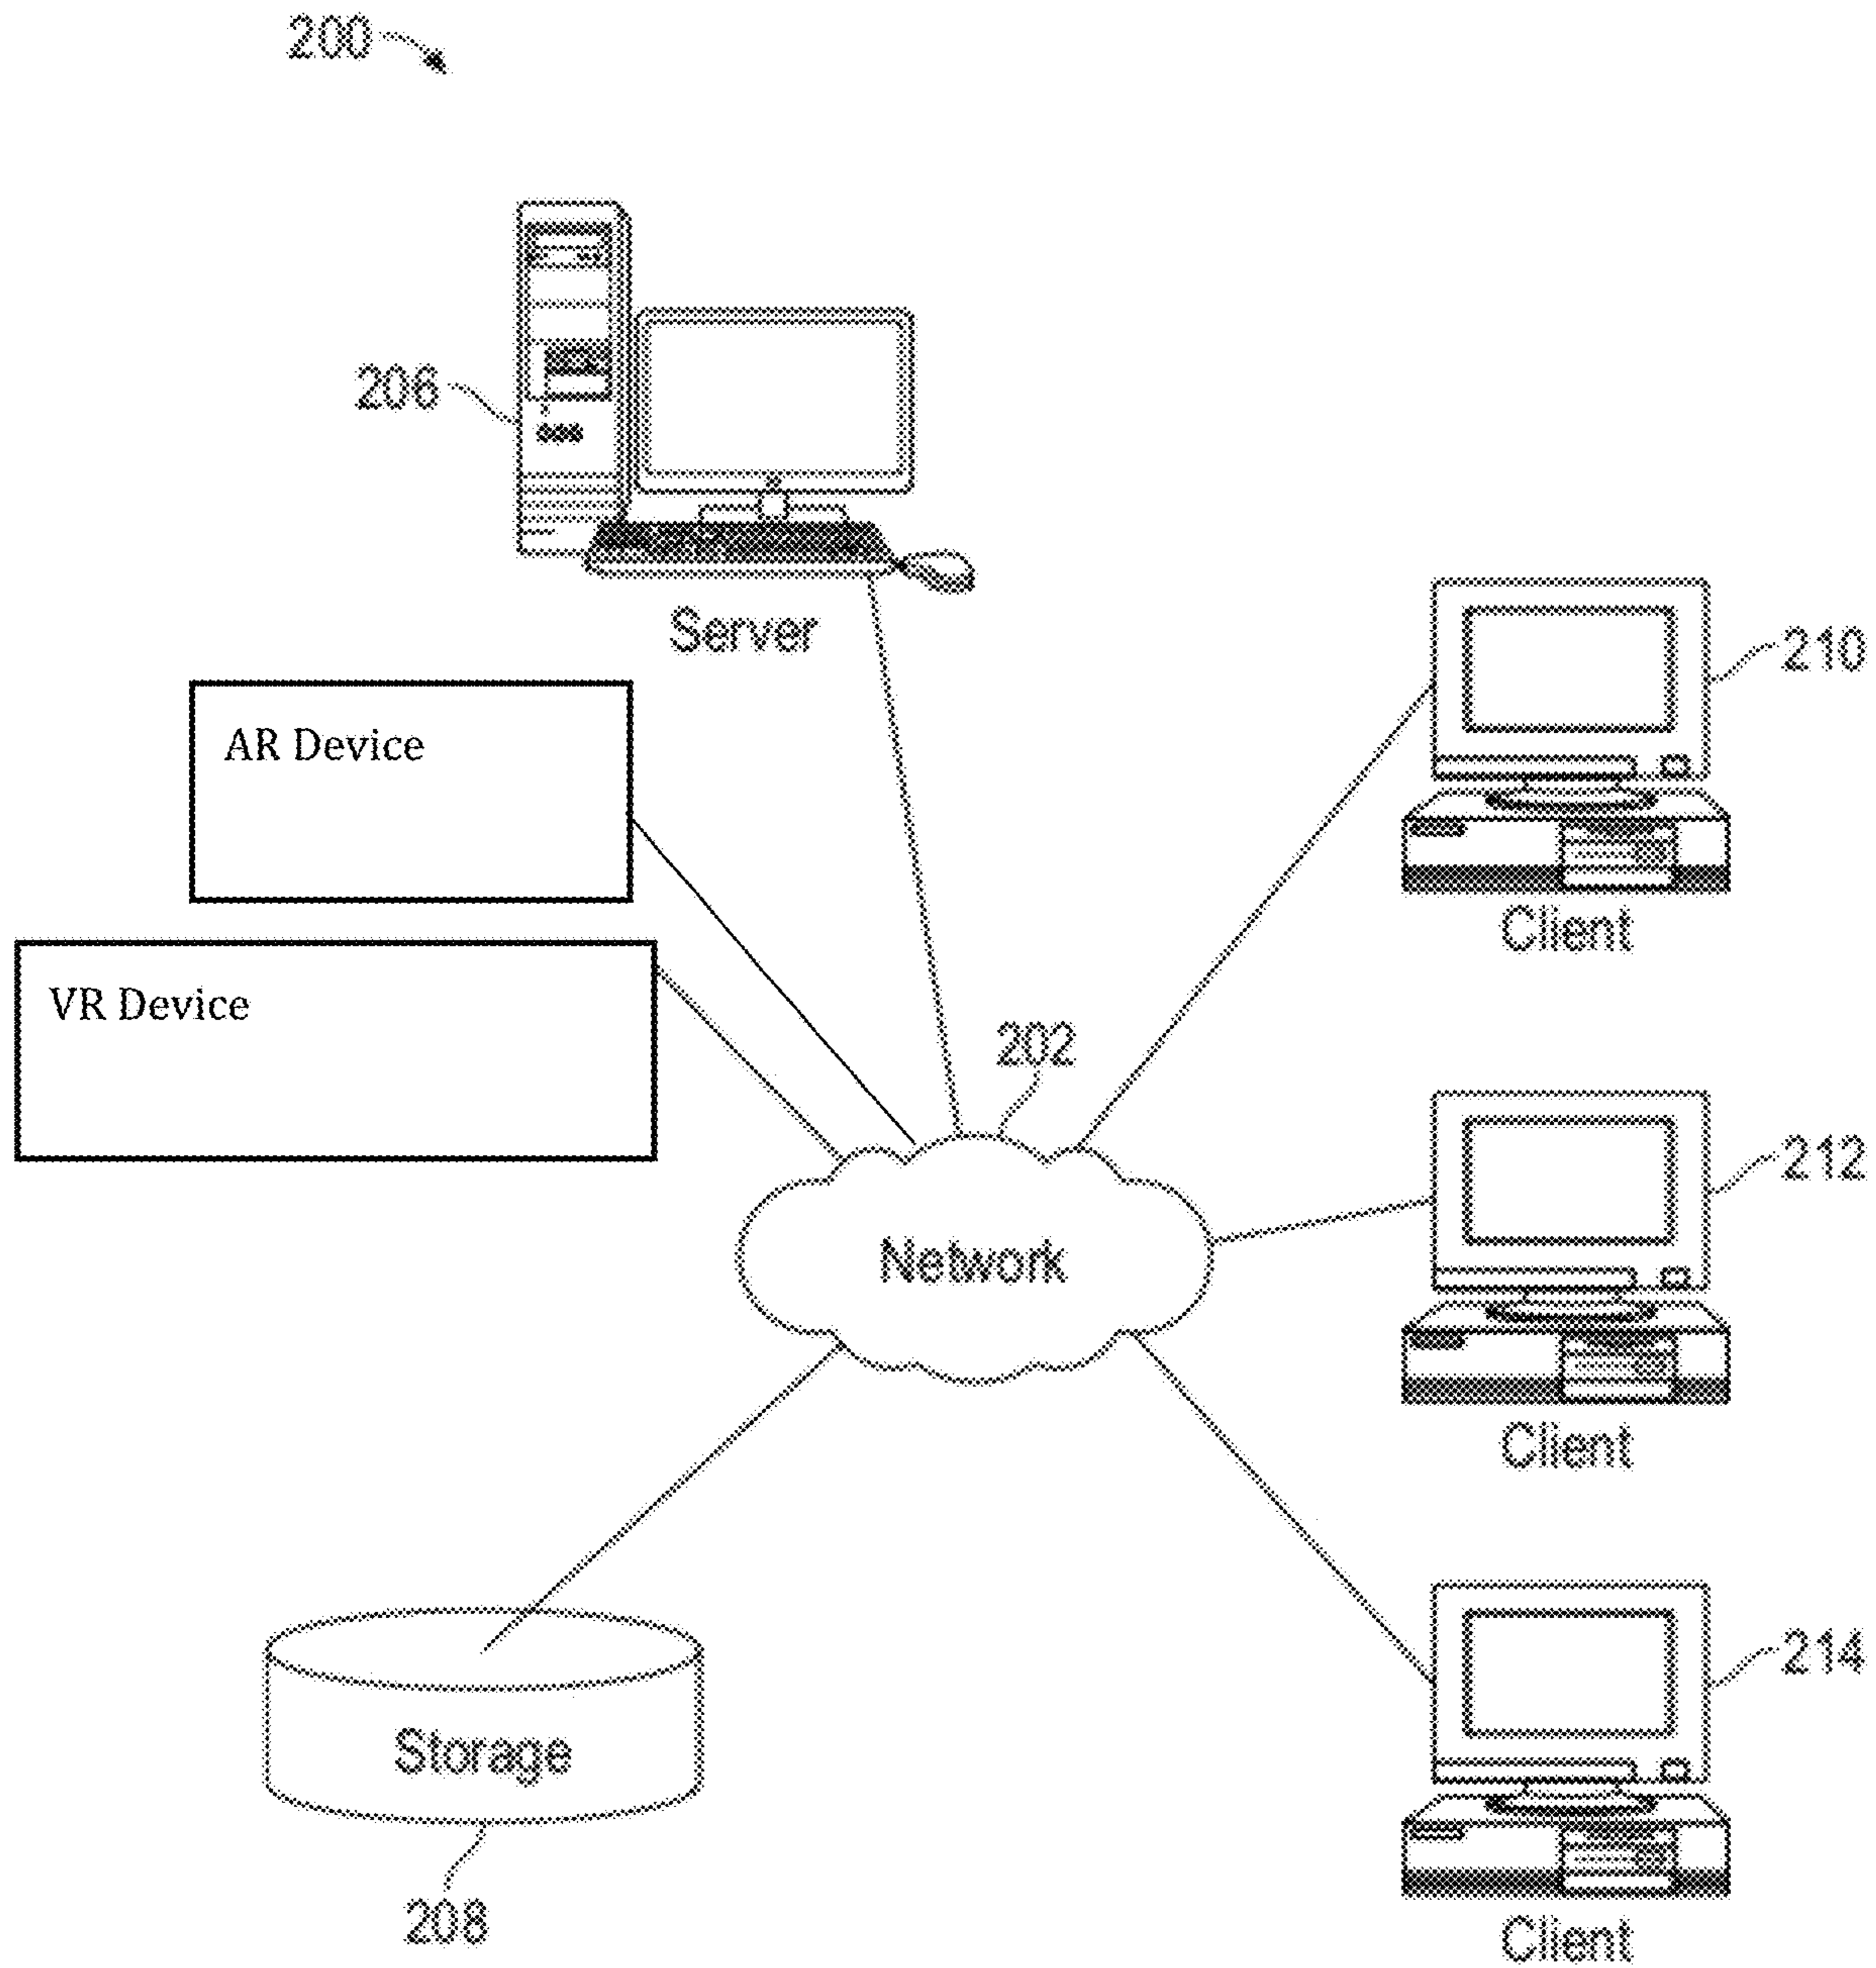 200
206
Server
210
AR Device
Client
VR Device
202
212
Network
Client
214
Storage
208
Client